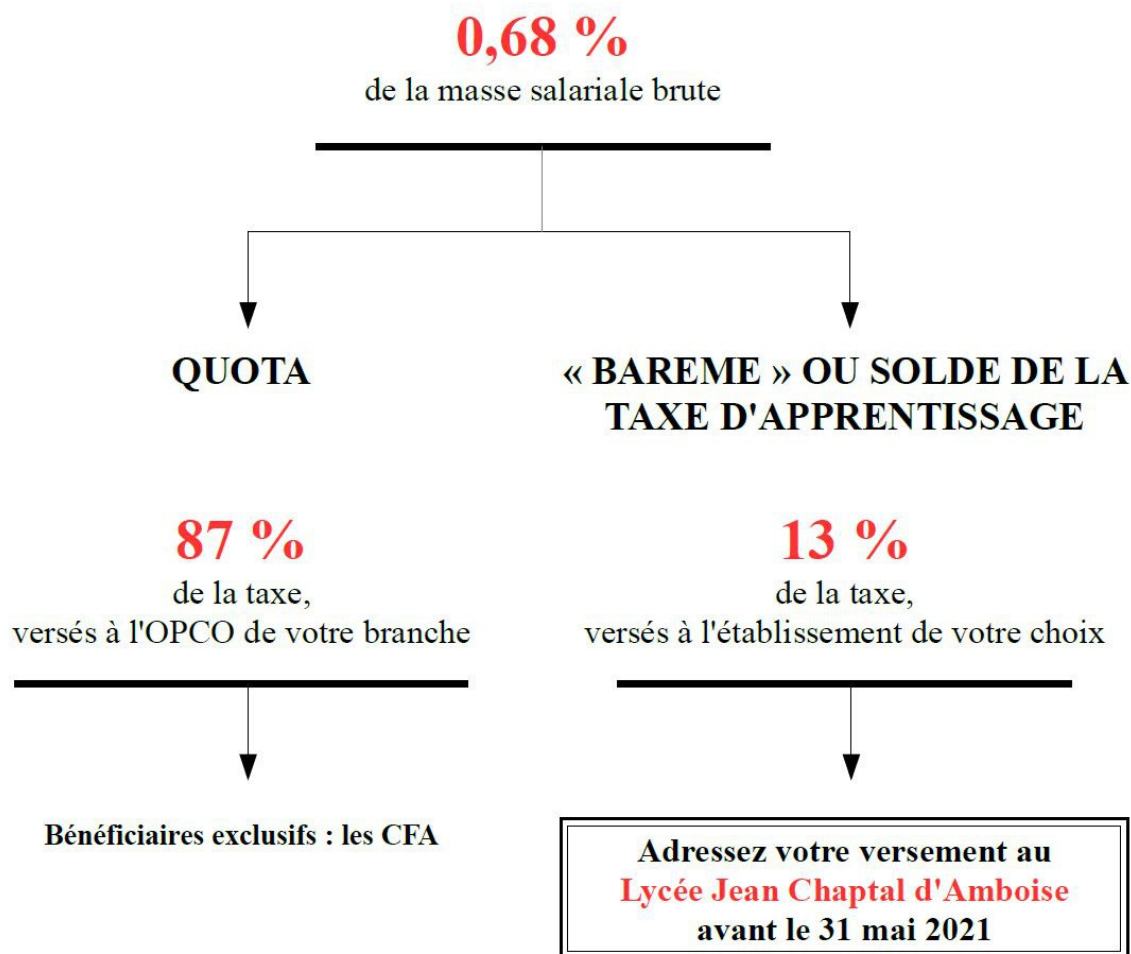 0,68 %
de la masse salariale brute
QUOTA
« BAREME » OU SOLDE DE LA
TAXE D'APPRENTISSAGE
87 %
de la taxe,
versés à l'OPCO de votre branche
13 %
de la taxe,
versés à l'établissement de votre choix
Bénéficiaires exclusifs : les CFA
Adressez votre versement au
Lycée Jean Chaptal d'Amboise
avant le 31 mai 2021